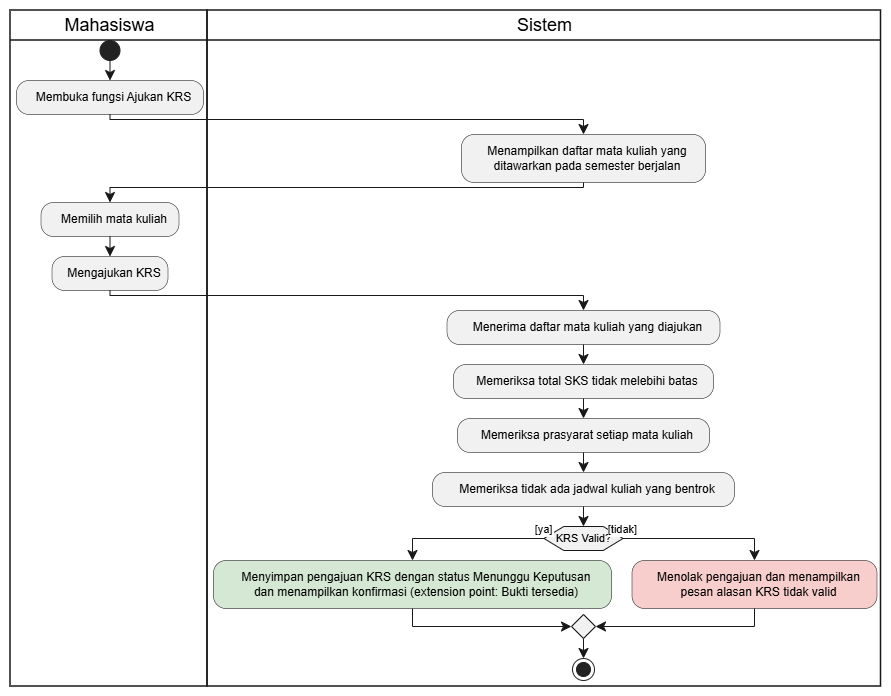 Mahasiswa
Sistem
Membuka fungsi Ajukan KRS
Menampilkan daftar mata kuliah yang
ditawarkan pada semester berjalan
Memilih mata kuliah
Mengajukan KRS
Menerima daftar mata kuliah yang diajukan
Memeriksa total SKS tidak melebihi batas
Memeriksa prasyarat setiap mata kuliah
Memeriksa tidak ada jadwal kuliah yang bentrok
[ya]
KRS Valid?
[tidak]
Menyimpan pengajuan KRS dengan status Menunggu Keputusan
dan menampilkan konfirmasi (extension point: Bukti tersedia)
Menolak pengajuan dan menampilkan
pesan alasan KRS tidak valid